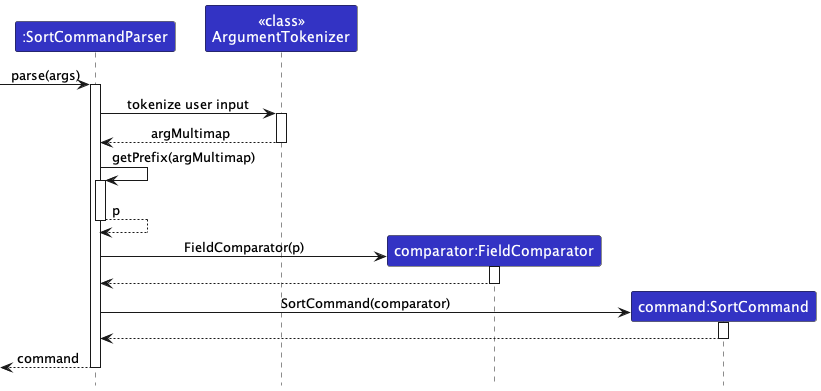 «class»
:SortCommandParser
ArgumentTokenizer
parse(args)
tokenize user input
argMultimap
getPrefix(argMultimap)
p
FieldComparator(p)
comparator:FieldComparator
SortCommand(comparator)
command:SortCommand
command